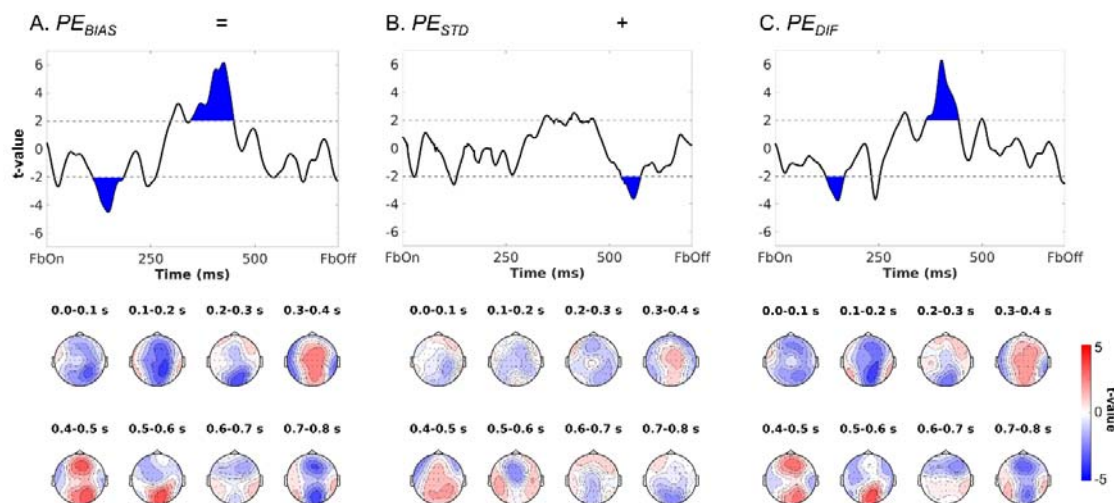 A. PE_BIAS = B. PE_STD + C. PE_DIF
6
4
2
0
-2
-4
-6
t-value
FbOn 250 500 FbOff
Time (ms)
6
4
2
0
-2
-4
-6
FbOn 250 500 FbOff
Time (ms)
6
4
2
0
-2
-4
-6
FbOn 250 500 FbOff
Time (ms)
0.0-0.1 s 0.1-0.2 s 0.2-0.3 s 0.3-0.4 s
0.4-0.5 s 0.5-0.6 s 0.6-0.7 s 0.7-0.8 s
0.0-0.1 s 0.1-0.2 s 0.2-0.3 s 0.3-0.4 s
0.4-0.5 s 0.5-0.6 s 0.6-0.7 s 0.7-0.8 s
0.0-0.1 s 0.1-0.2 s 0.2-0.3 s 0.3-0.4 s
0.4-0.5 s 0.5-0.6 s 0.6-0.7 s 0.7-0.8 s
5
0
-5
t-value